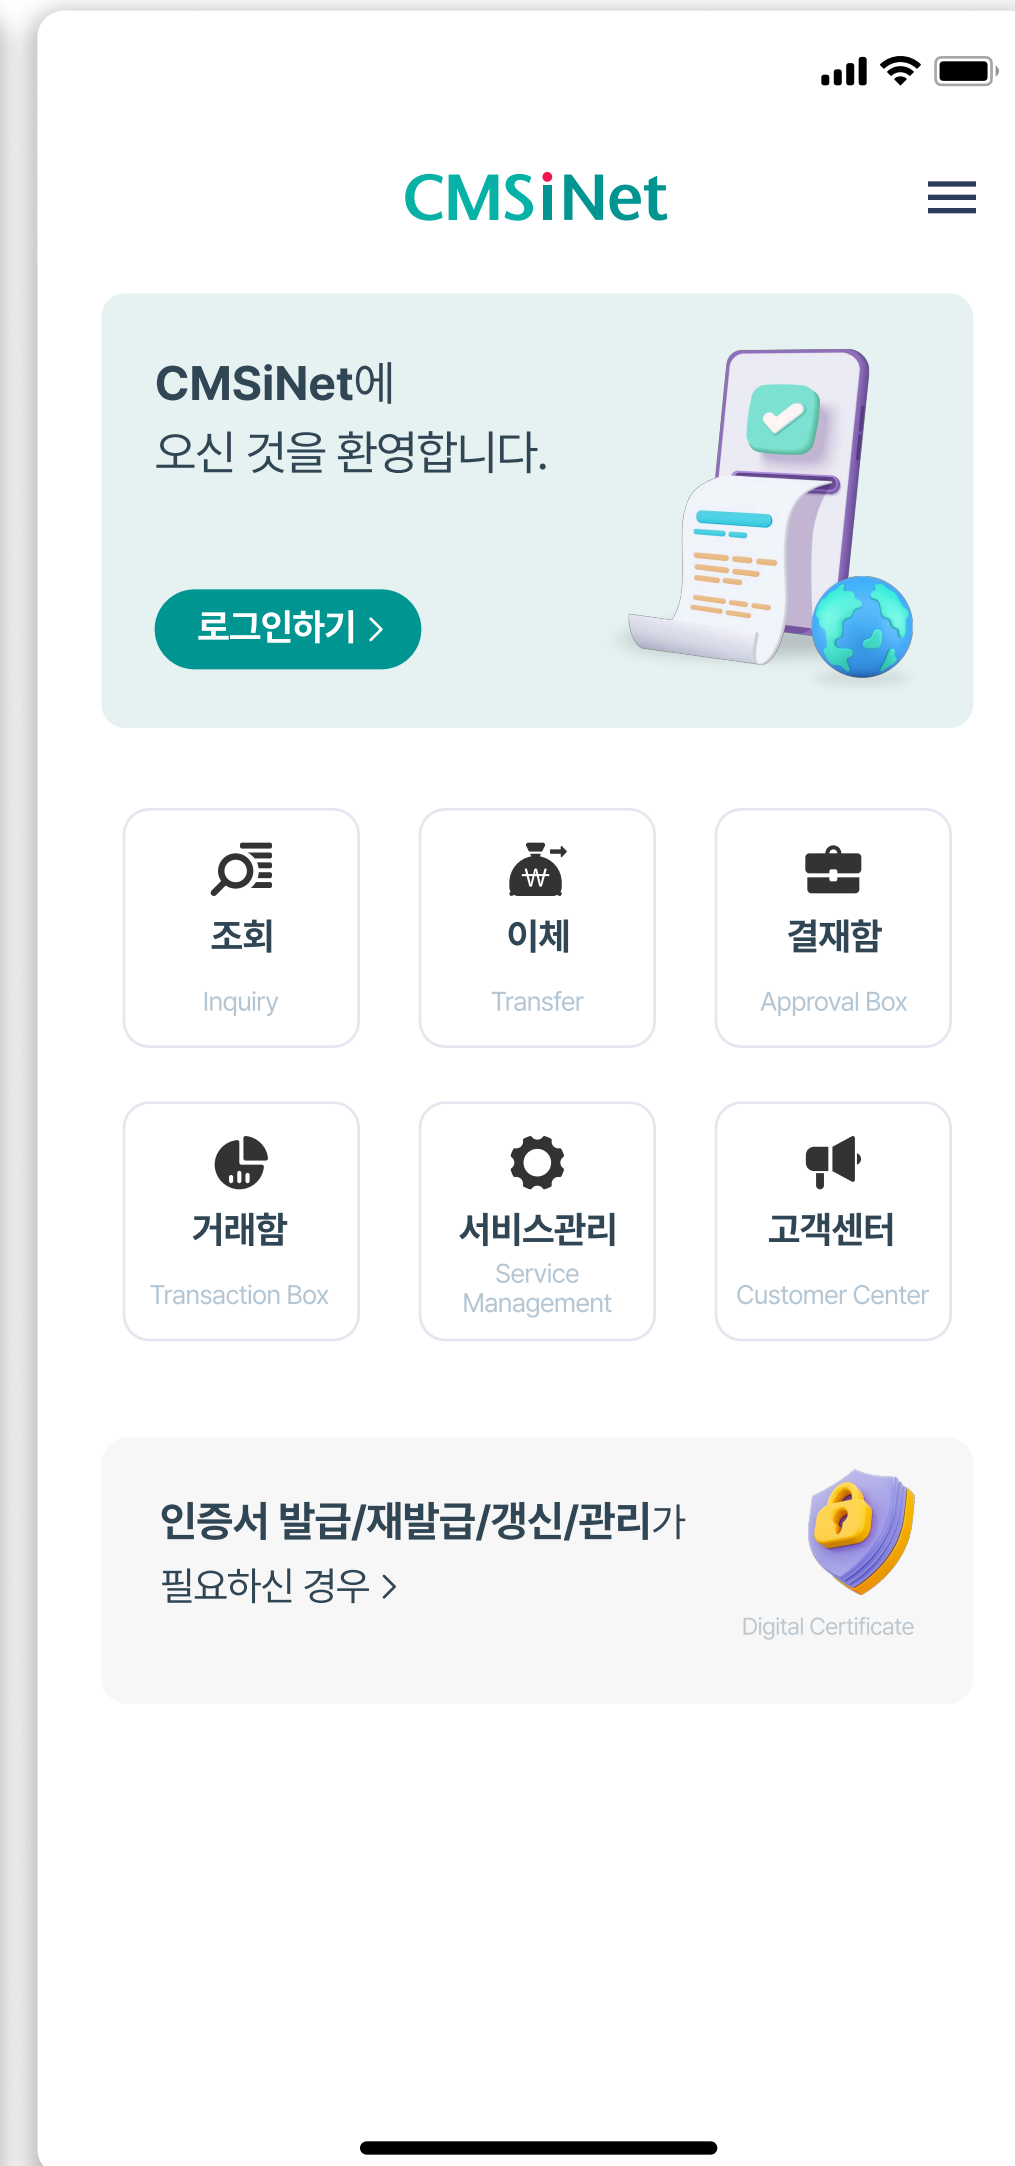 CMSiNet
CMSiNet에
오신 것을 환영합니다.
로그인하기 >
조회
Inquiry
이체
Transfer
결재함
Approval Box
거래함
Transaction Box
서비스관리
Service
Management
고객센터
Customer Center
인증서 발급/재발급/갱신/관리가
필요하신 경우 >
Digital Certificate